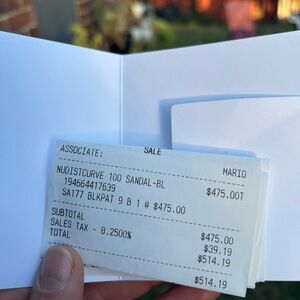 SALE
ASSOCIATE: MARIO
NUDISTCURVE 100 SANDAL-BL
194664417639 $475.00T
SA177 BLKPAT 9 B 1 @ $475.00
SUBTOTAL $475.00
SALES TAX - 8.2500% $39.19
TOTAL $514.19
$514.19